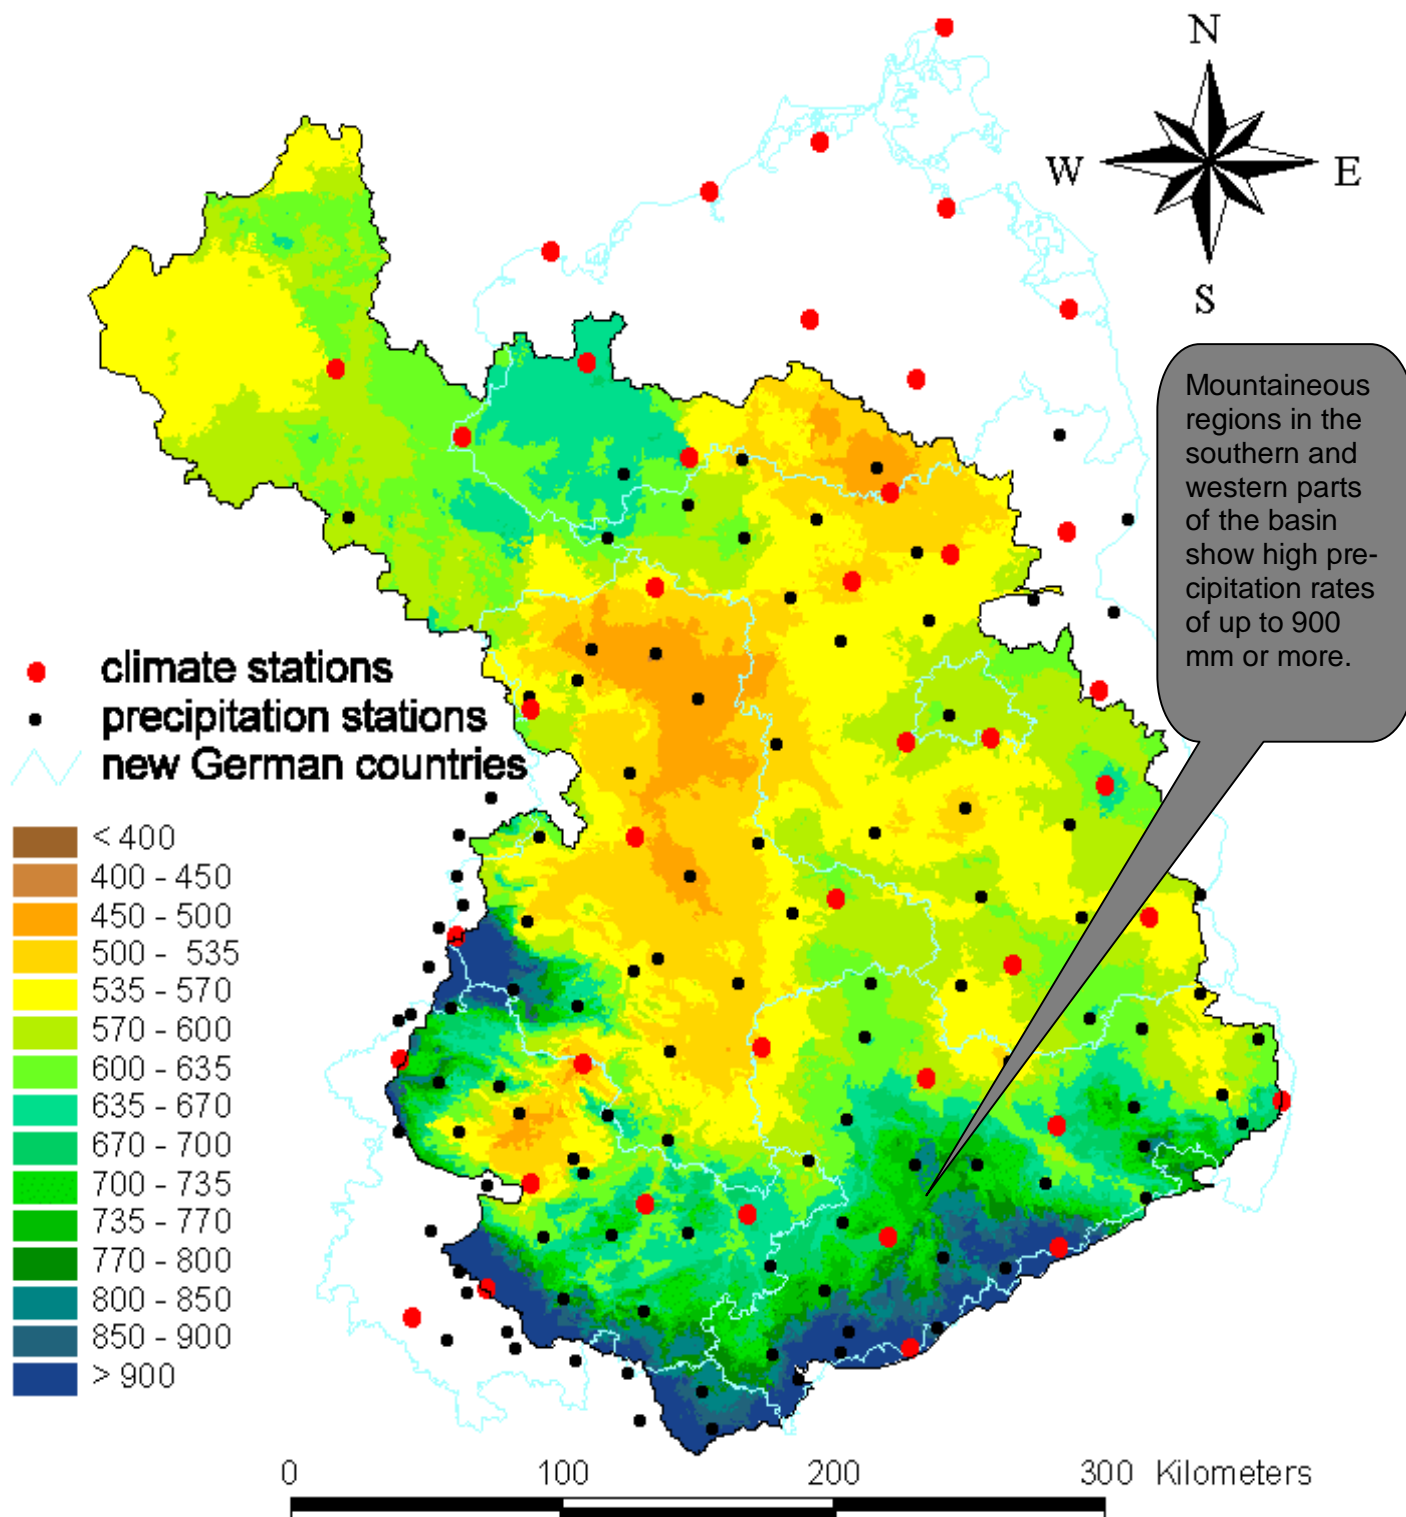 N
W
E
S
Mountaineous
regions in the
southern and
western parts
of the basin
show high pre-
cipitation rates
of up to 900
mm or more.
climate stations
precipitation stations
new German countries
< 400
400 - 450
450 - 500
500 - 535
535 - 570
570 - 600
600 - 635
635 - 670
670 - 700
700 - 735
735 - 770
770 - 800
800 - 850
850 - 900
> 900
0 100 200 300 Kilometers